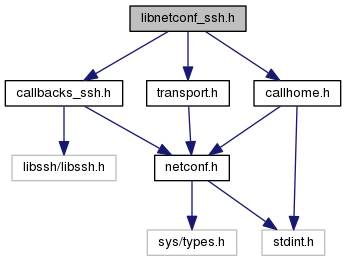 libnetconf_ssh.h
callbacks_ssh.h
transport.h
callhome.h
libssh/libssh.h
netconf.h
sys/types.h
stdint.h